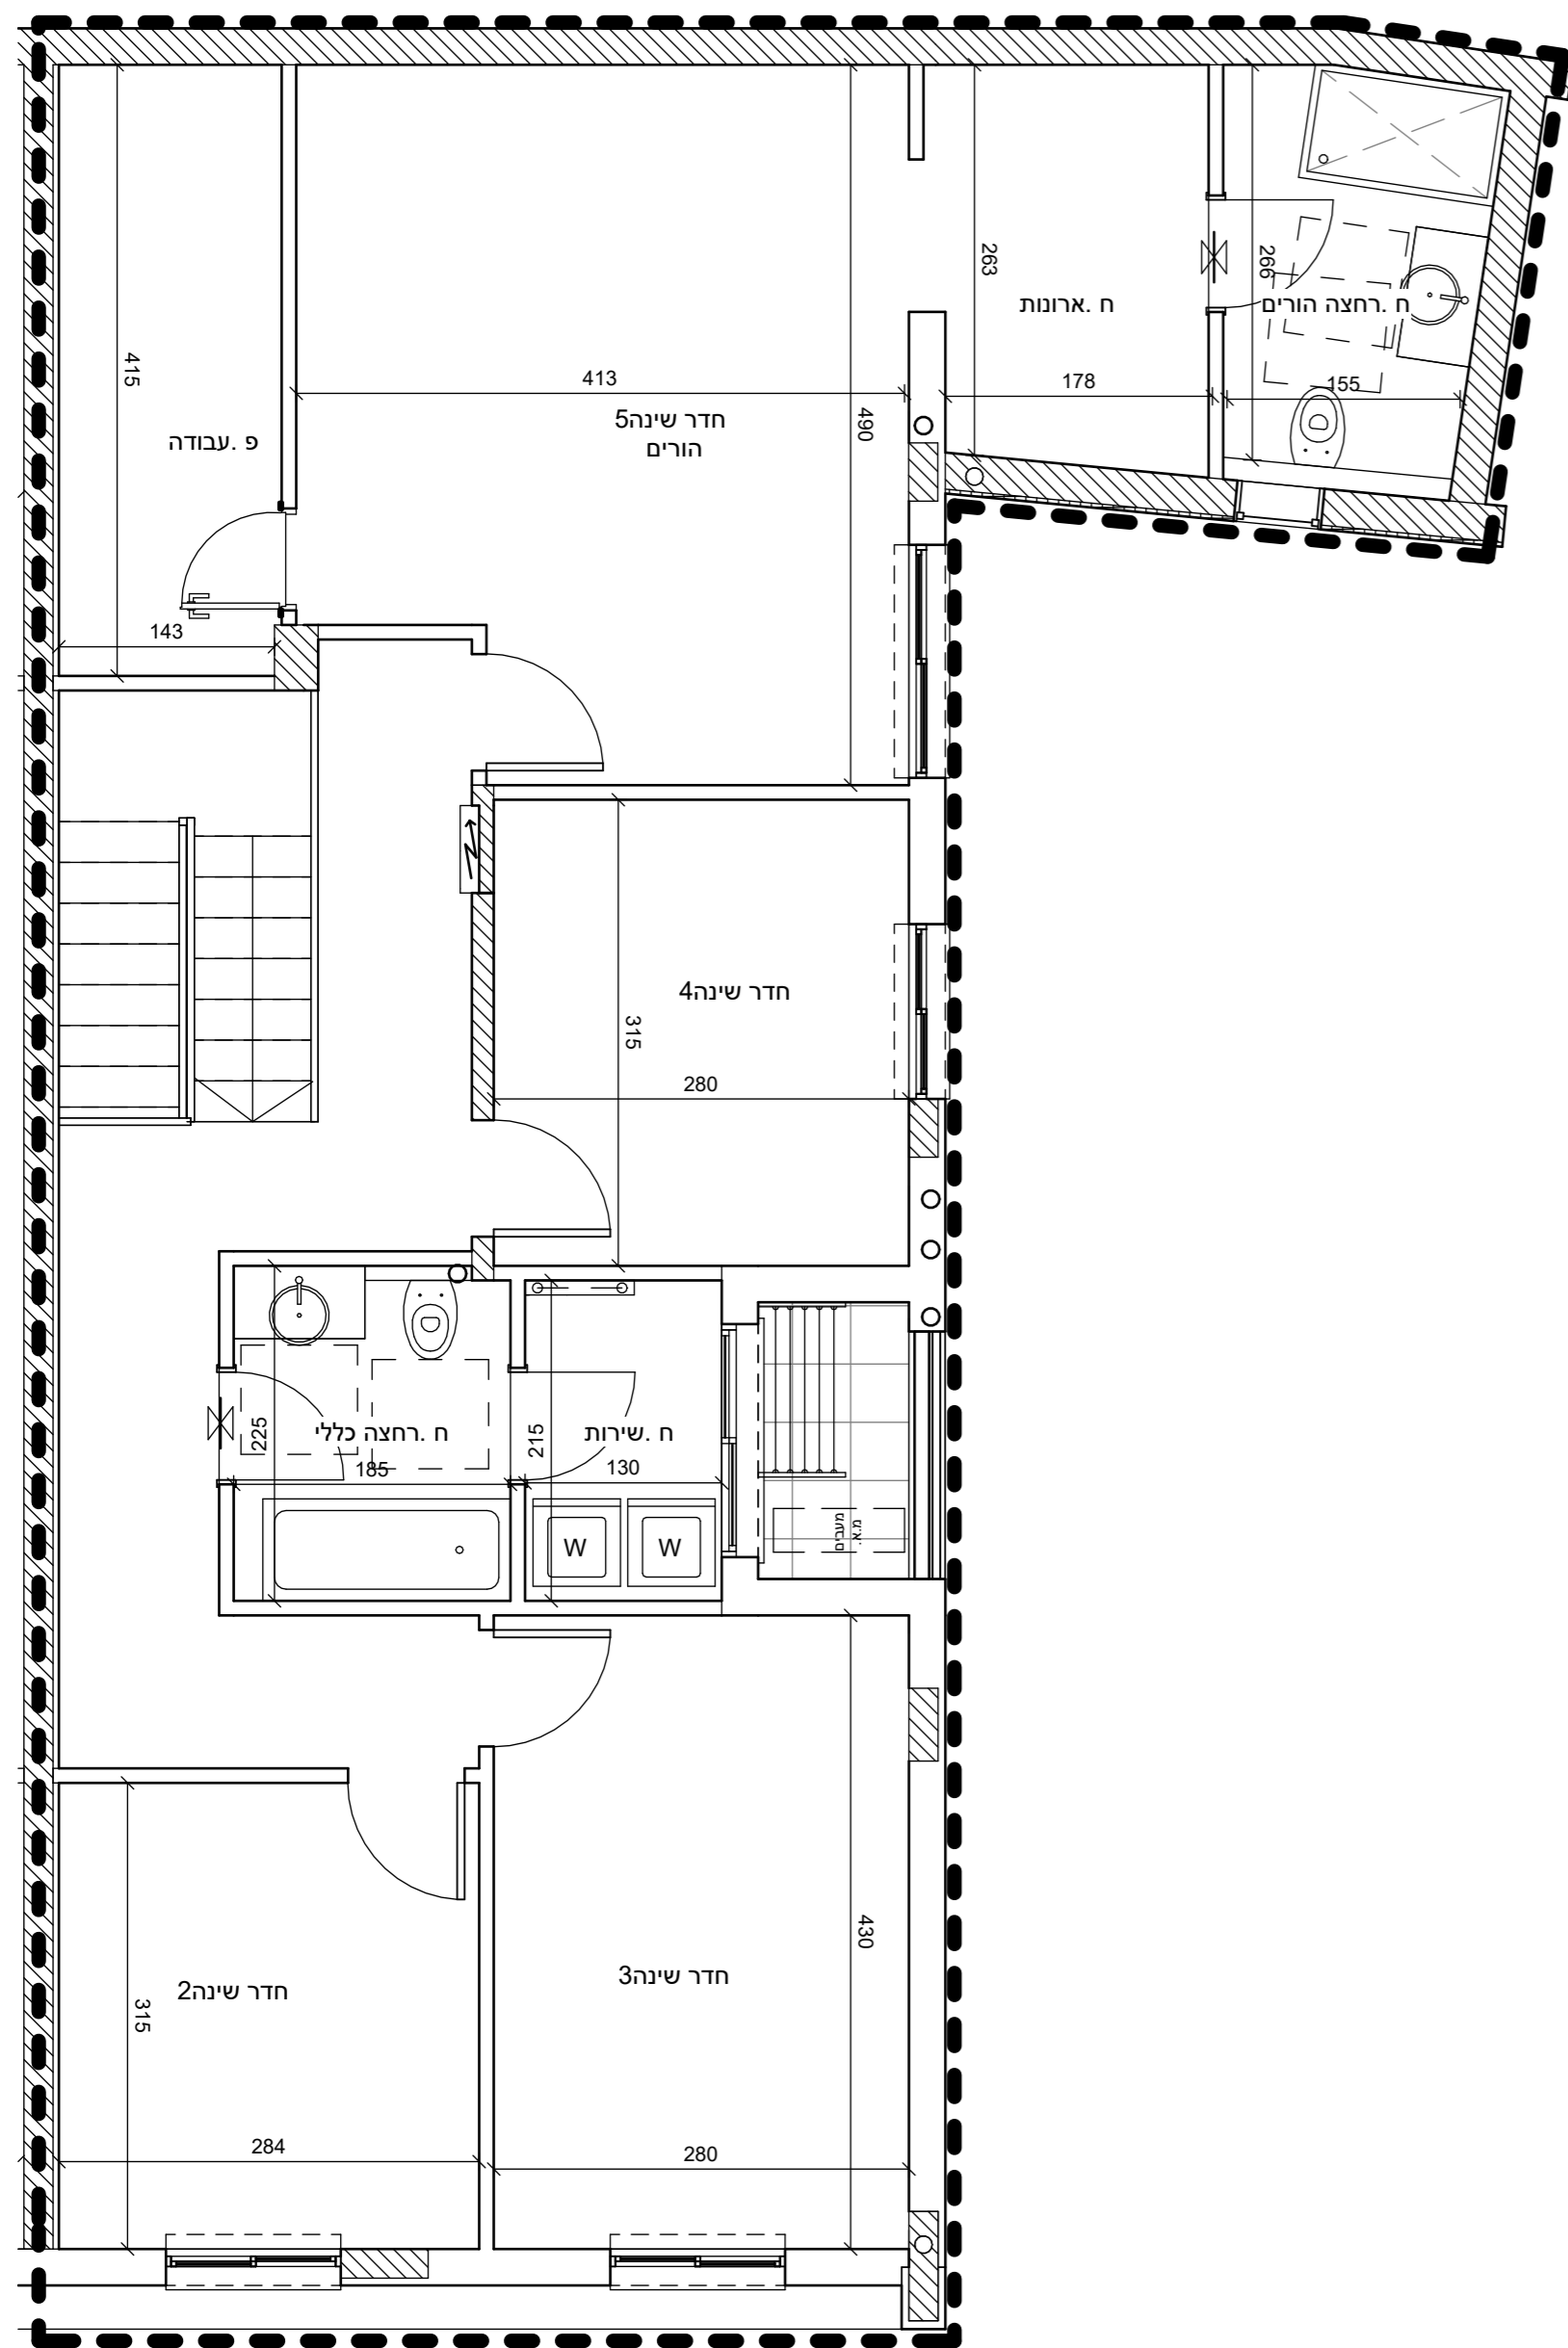 263
ח .ארונות
266
ח .רחצה הורים
415
413
178
155
חדר שינה5
הורים
490
פ .עבודה
143
חדר שינה4
315
280
225
ח .רחצה כללי
215
ח .שירות
185
130
W
W
מ.א.
מעבים
430
חדר שינה3
חדר שינה2
315
284
280